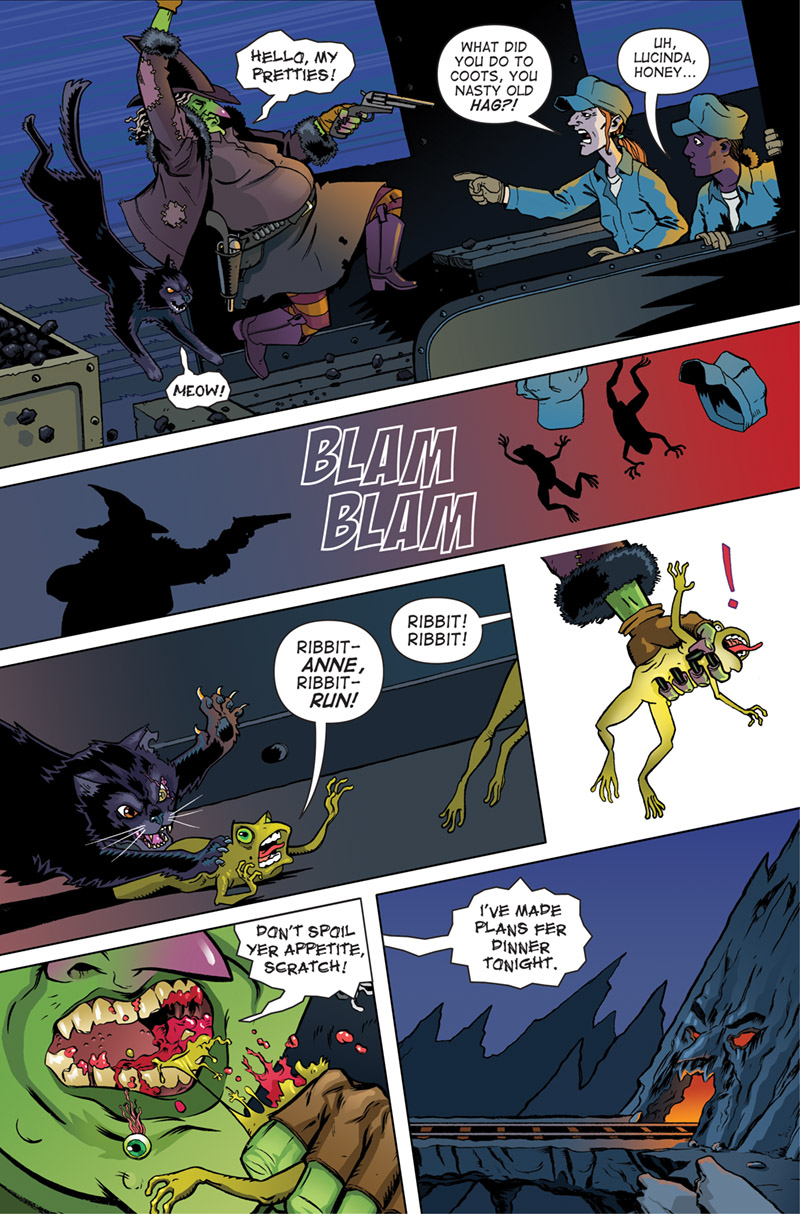 HELLO, MY
PRETTIES!
WHAT DID
YOU DO TO
COOTS, YOU
NASTY OLD
HAG?!
UH,
LUCINDA,
HONEY...
MEOW!
BLAM
BLAM
RIBBIT-
ANNE,
RIBBIT-
RUN!
RIBBIT!
RIBBIT!
!
DON'T SPOIL
YER APPETITE,
SCRATCH!
I'VE MADE
PLANS FER
DINNER
TONIGHT.